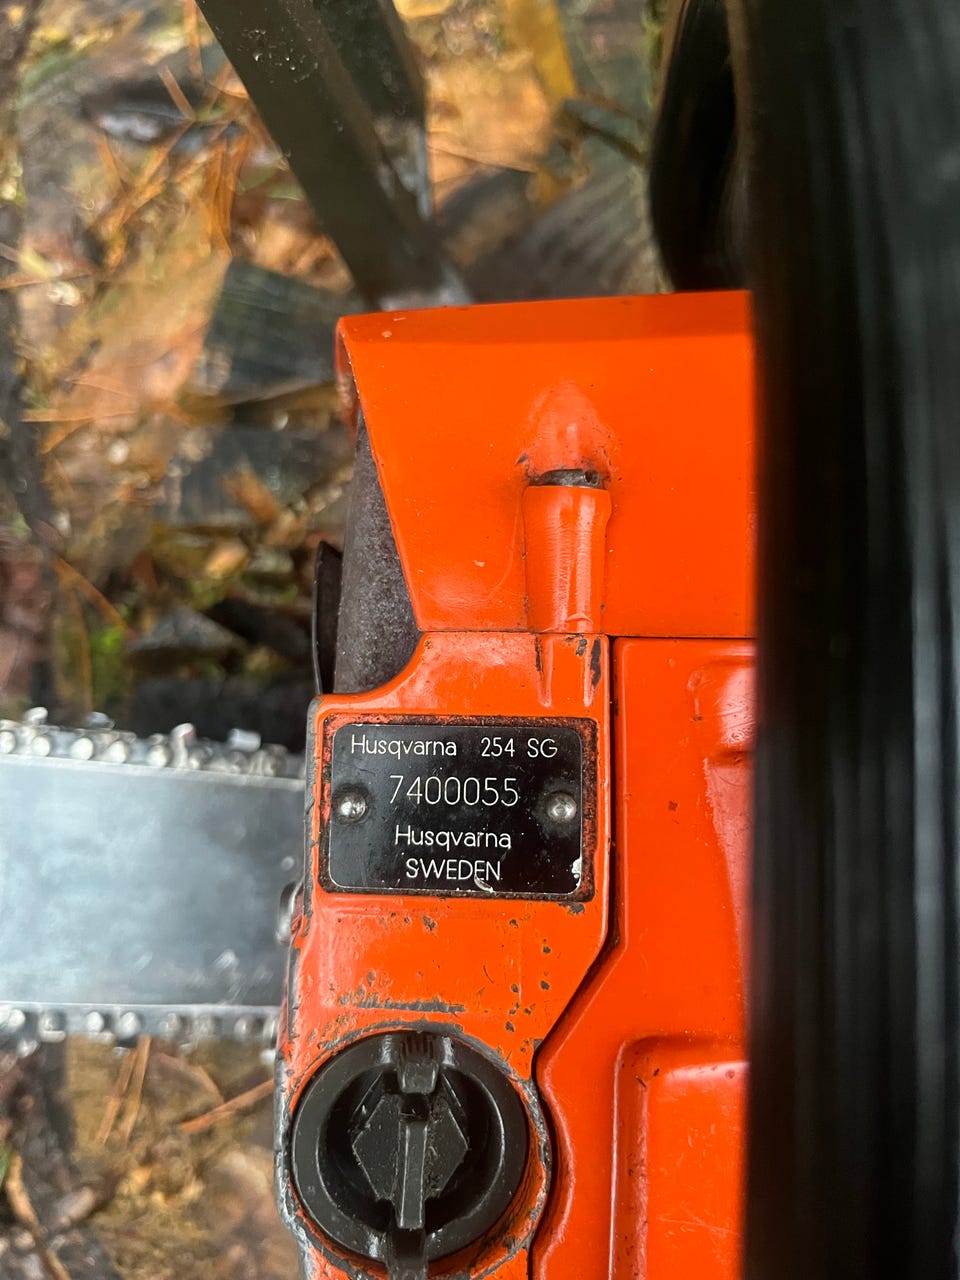 Husqvarna 254 SG
7400055
Husqvarna
SWEDEN